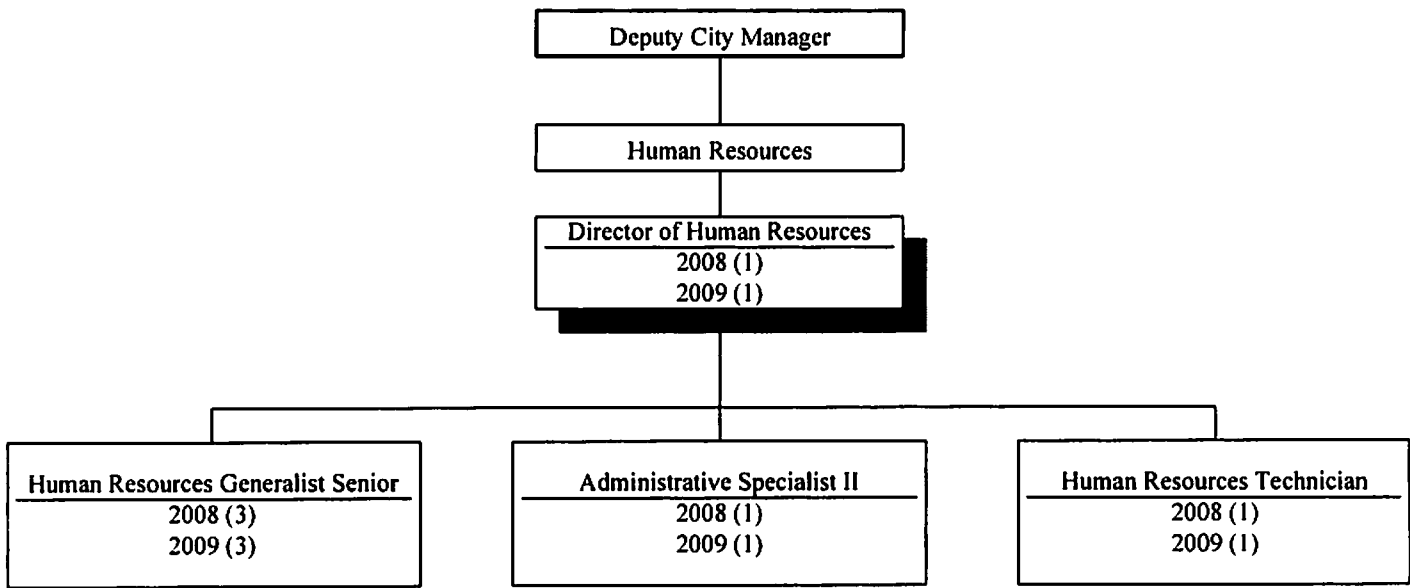 Deputy City Manager
Human Resources
Director of Human Resources
2008 (1)
2009 (1)
Human Resources Generalist Senior
2008 (3)
2009 (3)
Administrative Specialist II
2008 (1)
2009 (1)
Human Resources Technician
2008 (1)
2009 (1)